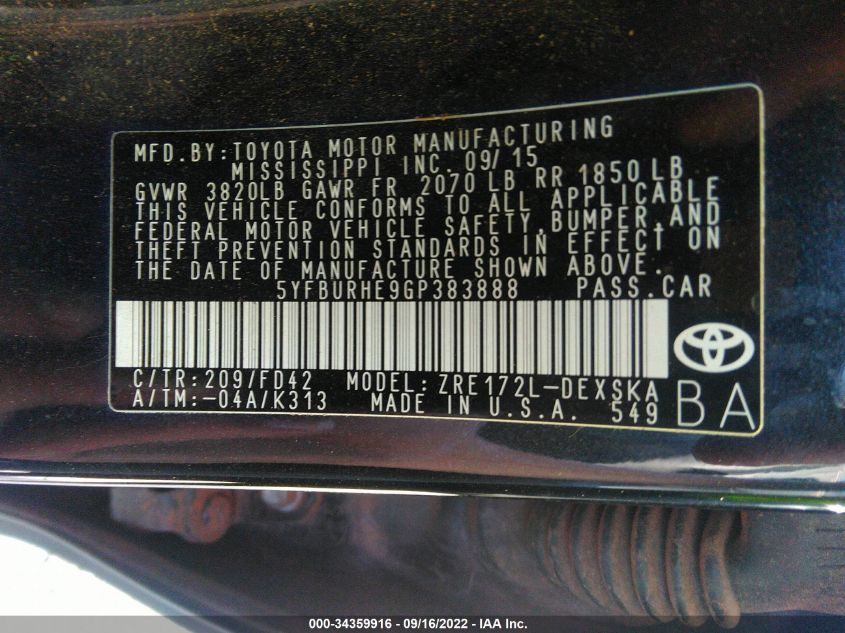 MFD.BY:TOYOTA MOTOR MANUFACTURING
MISSISSIPPI INC. 09/15
GVWR 3820LB GAWR FR 2070 LB RR 1850 LB
THIS VEHICLE CONFORMS TO ALL APPLICABLE
FEDERAL MOTOR VEHICLE SAFETY,BUMPER,AND
THEFT PREVENTION STANDARDS IN EFFECT ON
THE DATE OF MANUFACTURE SHOWN ABOVE.
5YFBURHE9GP383888 PASS.CAR
C/TR:209/FD42 MODEL:ZRE172L-DEXSKA
A/TM:-04A/K313 MADE IN U.S.A. 549
BA
000-34359916 - 09/16/2022 - IAA Inc.